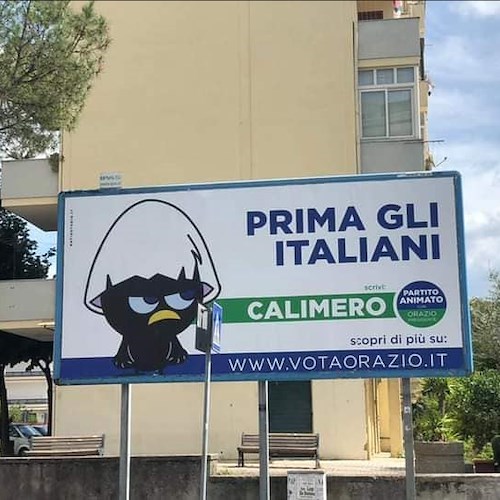 PRIMA GLI
ITALIANI
scrivi:
CALIMERO
PARTITO
ANIMATO
ORAZIO
scopri di più su:
WWW.VOTAORAZIO.IT